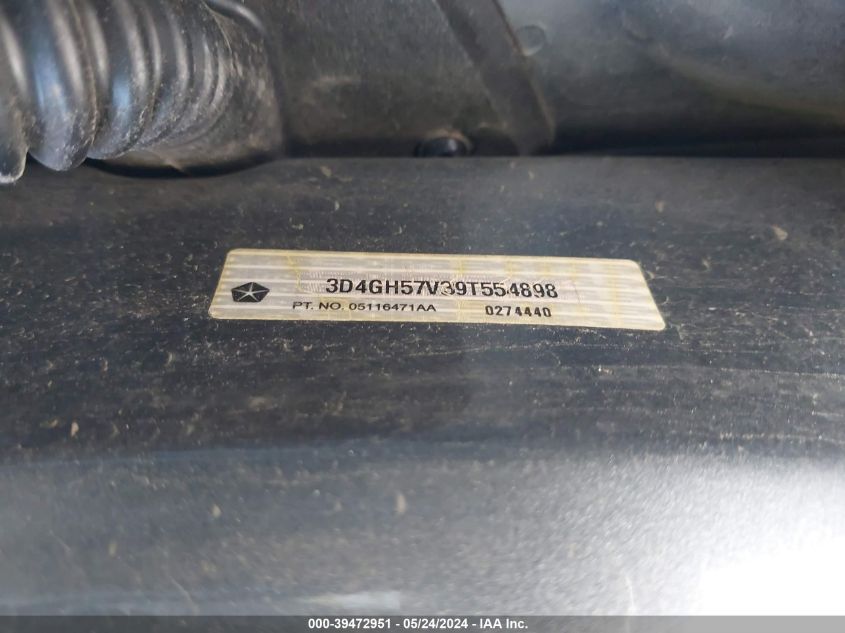 3D4GH57V39T554898
PT. NO. 05116471AA 0274440
000-39472951 - 05/24/2024 - IAA Inc.